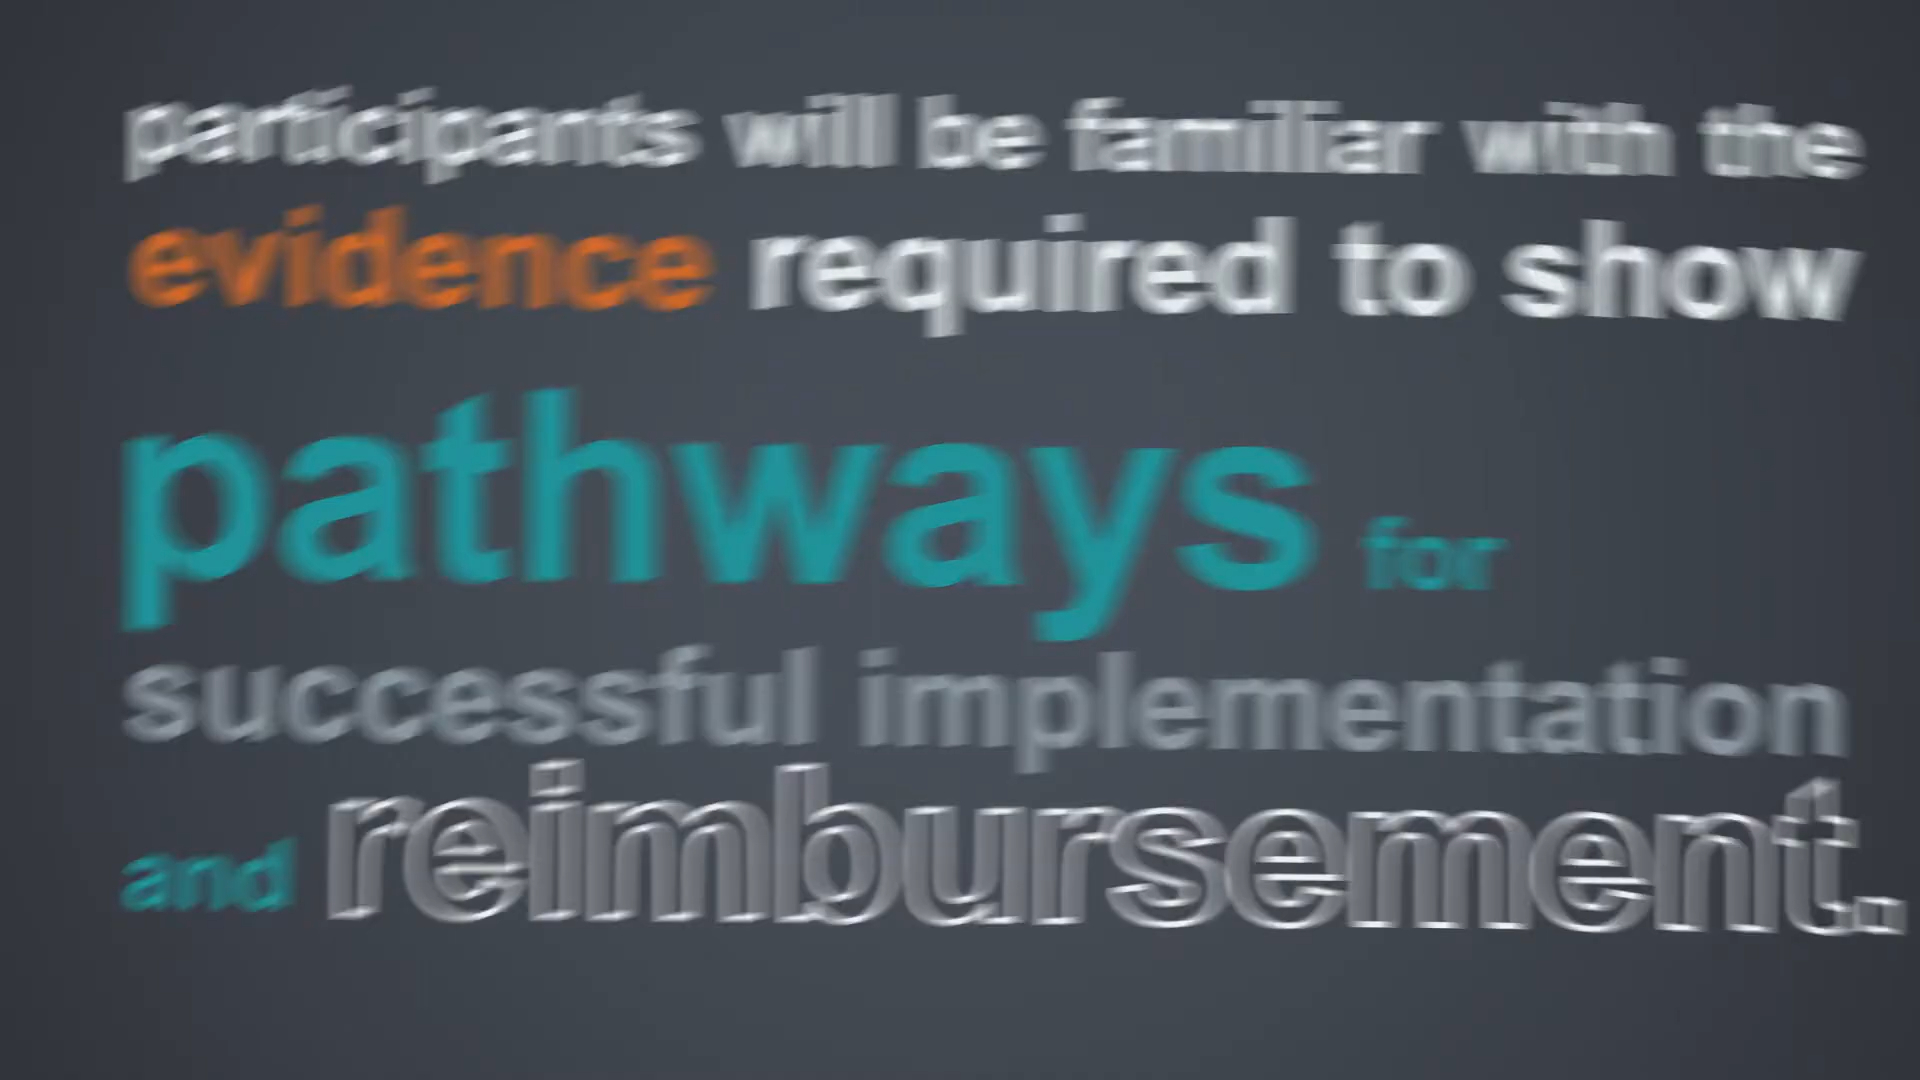 participants will be familiar with the
evidence required to show
pathways for
successful implementation
and reimbursement.